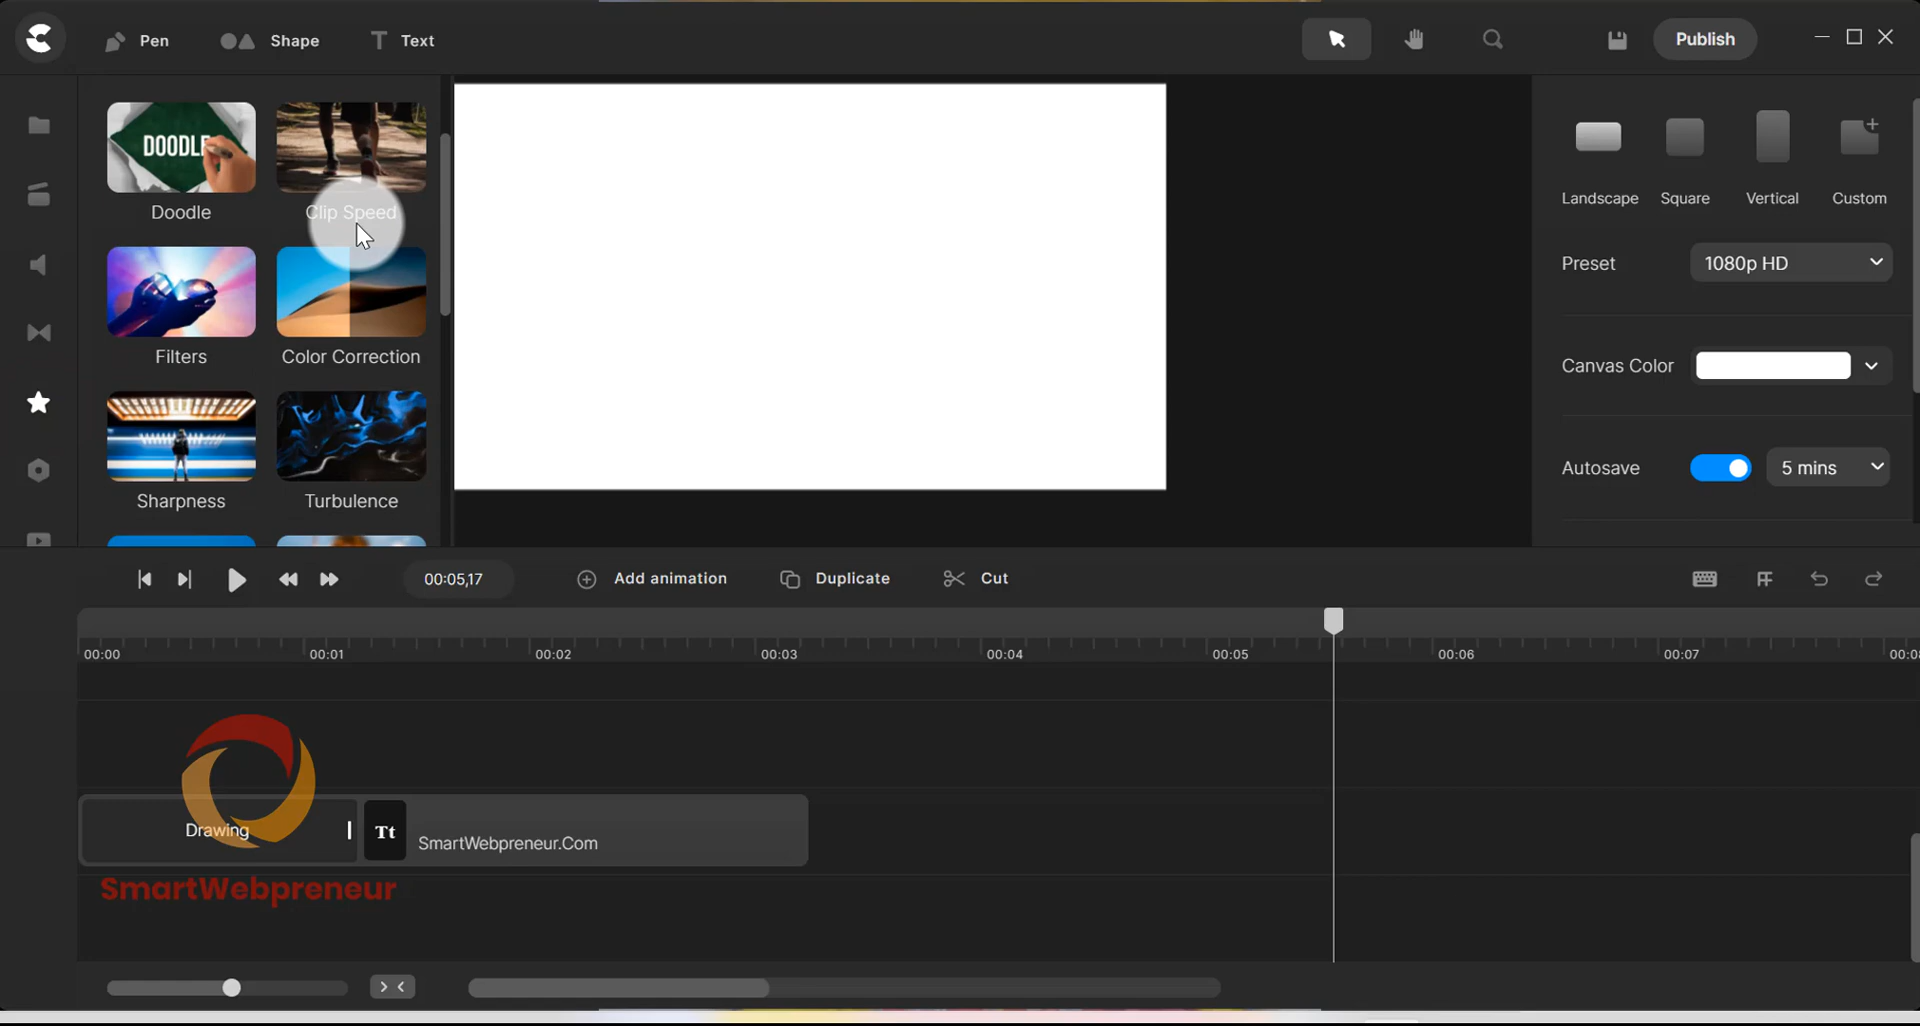 Pen
Shape
Text
Publish
DOODLE
Doodle
Clip Speed
Filters
Color Correction
Sharpness
Turbulence
Landscape
Square
Vertical
Custom
Preset
1080p HD
Canvas Color
Autosave
5 mins
00:05,17
Add animation
Duplicate
Cut
00:00
00:01
00:02
00:03
00:04
00:05
00:06
00:07
00:08
Drawing
Tt
SmartWebpreneur.Com
SmartWebpreneur